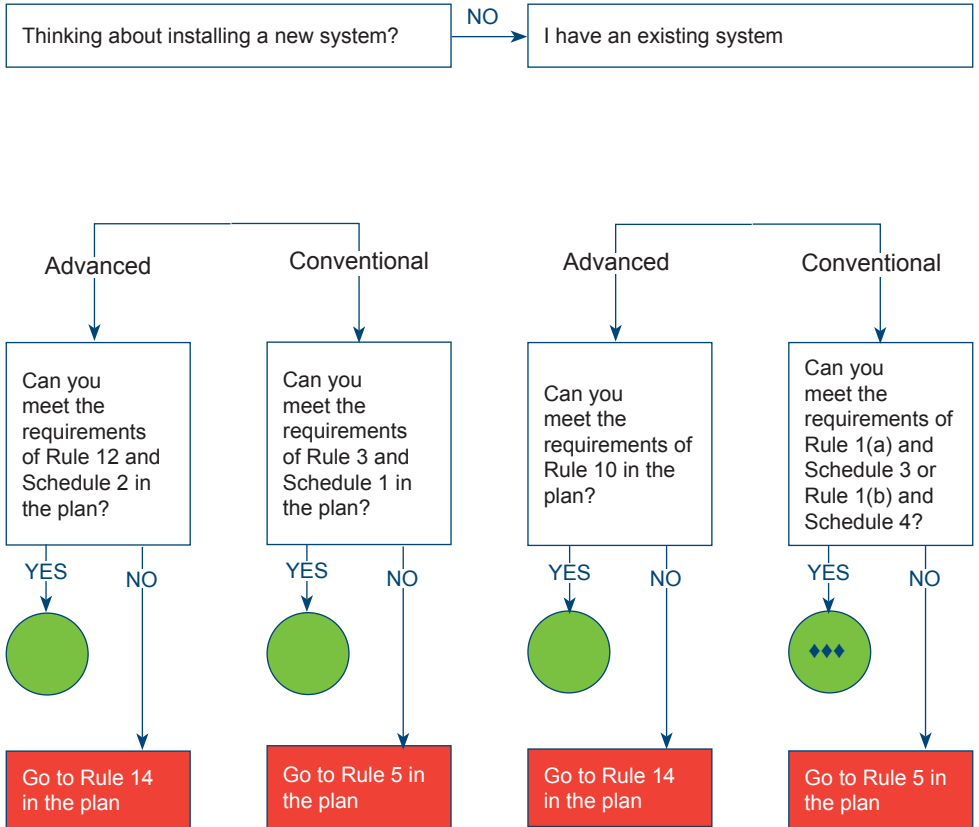 Thinking about installing a new system?
NO
I have an existing system
Advanced
Conventional
Advanced
Conventional
Can you
meet the
requirements
of Rule 12 and
Schedule 2 in
the plan?
Can you
meet the
requirements
of Rule 3 and
Schedule 1 in
the plan?
Can you
meet the
requirements of
Rule 10 in the
plan?
Can you
meet the
requirements of
Rule 1(a) and
Schedule 3 or
Rule 1(b) and
Schedule 4?
YES
NO
YES
NO
YES
NO
YES
NO
♦♦♦
Go to Rule 14
in the plan
Go to Rule 5 in
the plan
Go to Rule 14
in the plan
Go to Rule 5 in
the plan